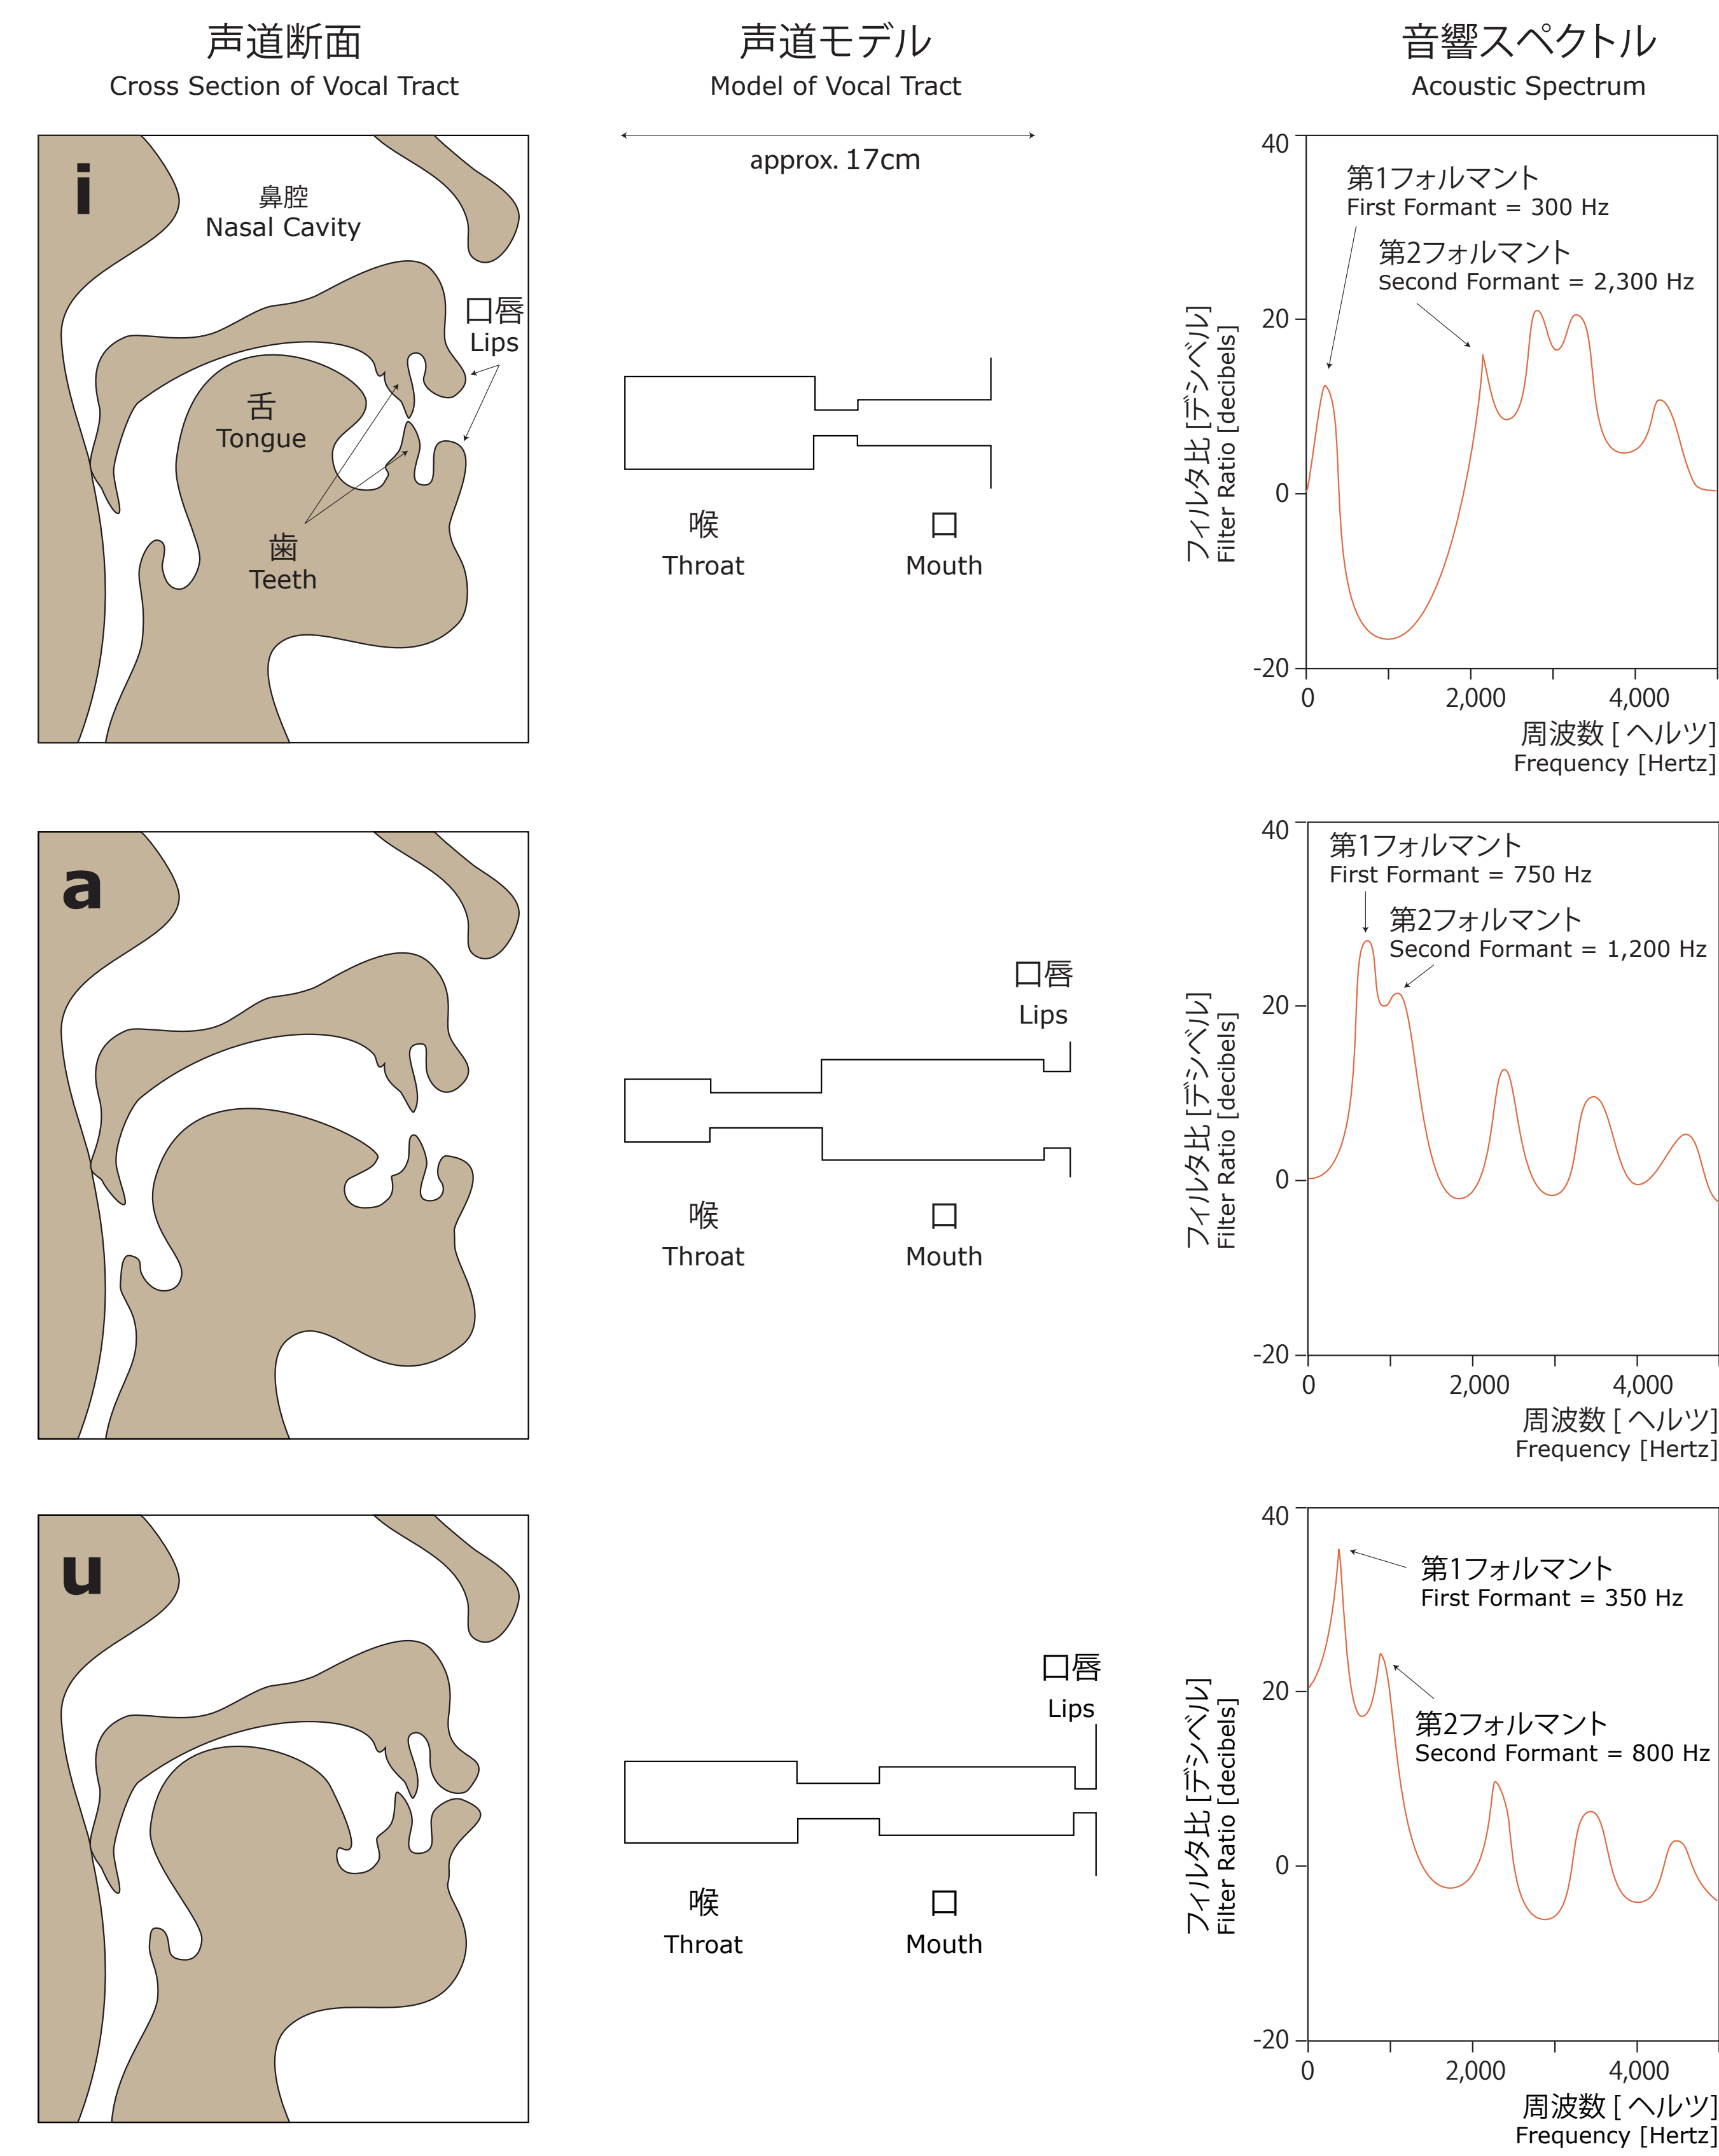 声道断面
Cross Section of Vocal Tract
声道モデル
Model of Vocal Tract
音響スペクトル
Acoustic Spectrum
i
鼻腔
Nasal Cavity
口唇
Lips
舌
Tongue
歯
Teeth
approx. 17cm
喉
Throat
口
Mouth
40
20
0
-20
第1フォルマント
First Formant = 300 Hz
第2フォルマント
Second Formant = 2,300 Hz
フィルタ比 [デシベル]
Filter Ratio [decibels]
0
2,000
4,000
周波数 [ ヘルツ]
Frequency [Hertz]
a
口唇
Lips
喉
Throat
口
Mouth
40
20
0
-20
第1フォルマント
First Formant = 750 Hz
第2フォルマント
Second Formant = 1,200 Hz
フィルタ比 [デシベル]
Filter Ratio [decibels]
0
2,000
4,000
周波数 [ ヘルツ]
Frequency [Hertz]
u
口唇
Lips
喉
Throat
口
Mouth
40
20
0
-20
第1フォルマント
First Formant = 350 Hz
第2フォルマント
Second Formant = 800 Hz
フィルタ比 [デシベル]
Filter Ratio [decibels]
0
2,000
4,000
周波数 [ ヘルツ]
Frequency [Hertz]